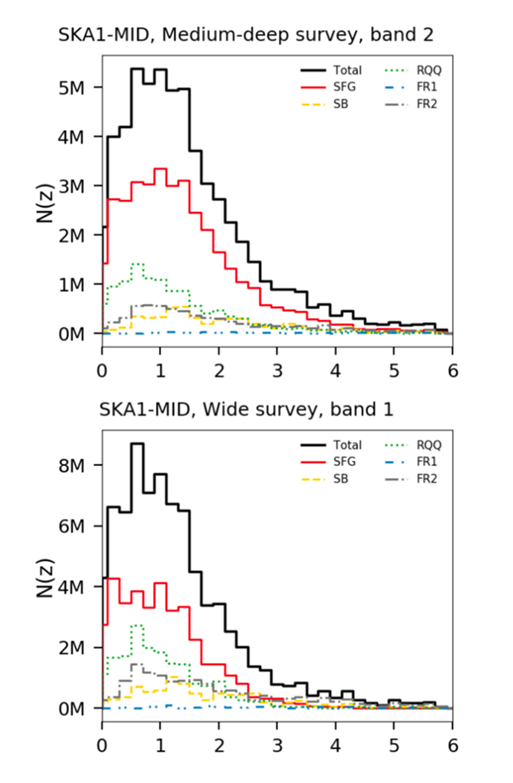 SKA1-MID, Medium-deep survey, band 2
Total RQQ
SFG FR1
SB FR2
5M
4M
3M
2M
1M
0M
N(z)
0 1 2 3 4 5 6
SKA1-MID, Wide survey, band 1
Total RQQ
SFG FR1
SB FR2
8M
6M
4M
2M
0M
N(z)
0 1 2 3 4 5 6